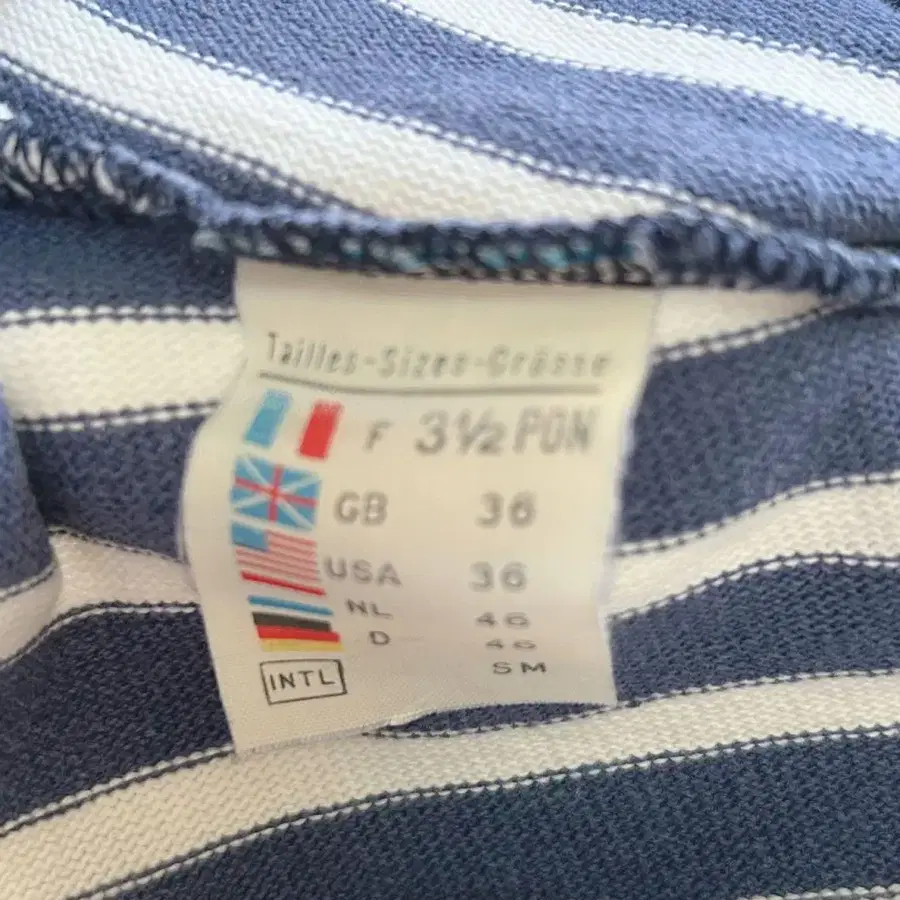 Tailles-Sizes-Grösse
F 3½ PON
GB 36
USA 36
NL 46
D 46
INTL SM